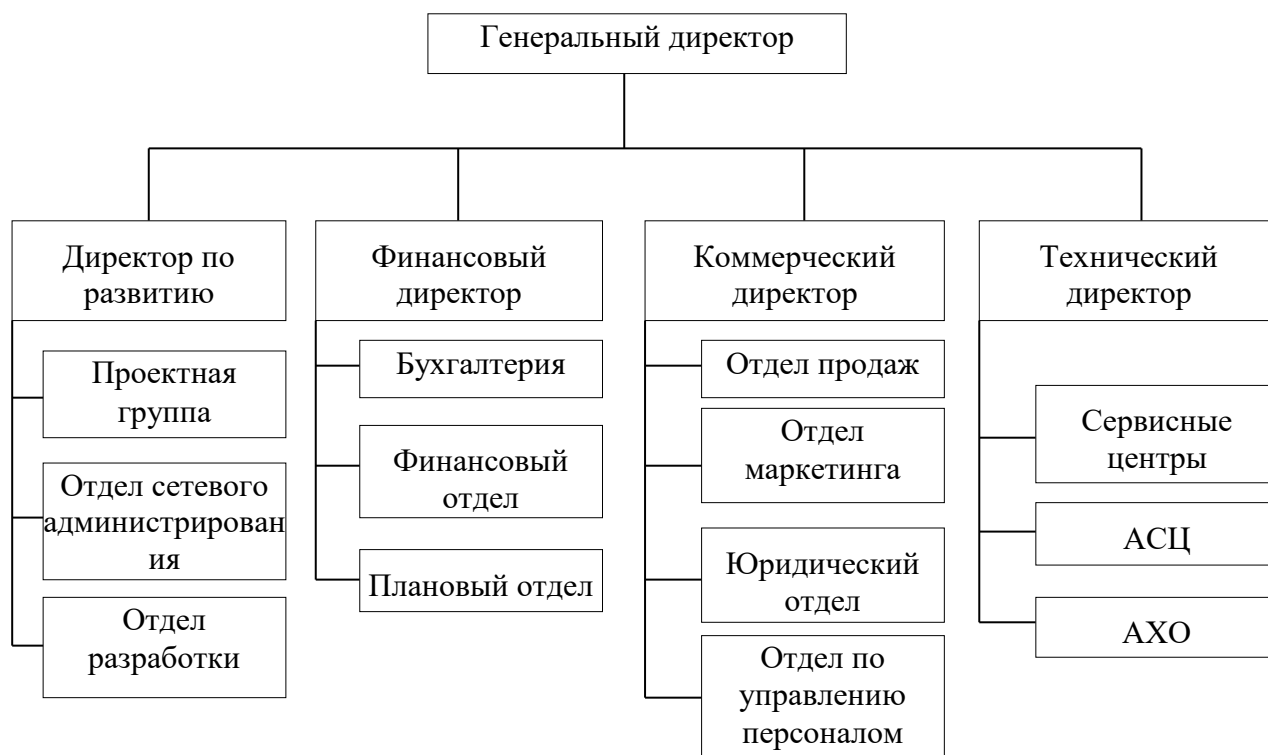 Генеральный директор
Директор по
развитию
Финансовый
директор
Коммерческий
директор
Технический
директор
Проектная
группа
Отдел сетевого
администрирован
ия
Отдел
разработки
Бухгалтерия
Финансовый
отдел
Плановый отдел
Отдел продаж
Отдел
маркетинга
Юридический
отдел
Отдел по
управлению
персоналом
Сервисные
центры
АСЦ
АХО